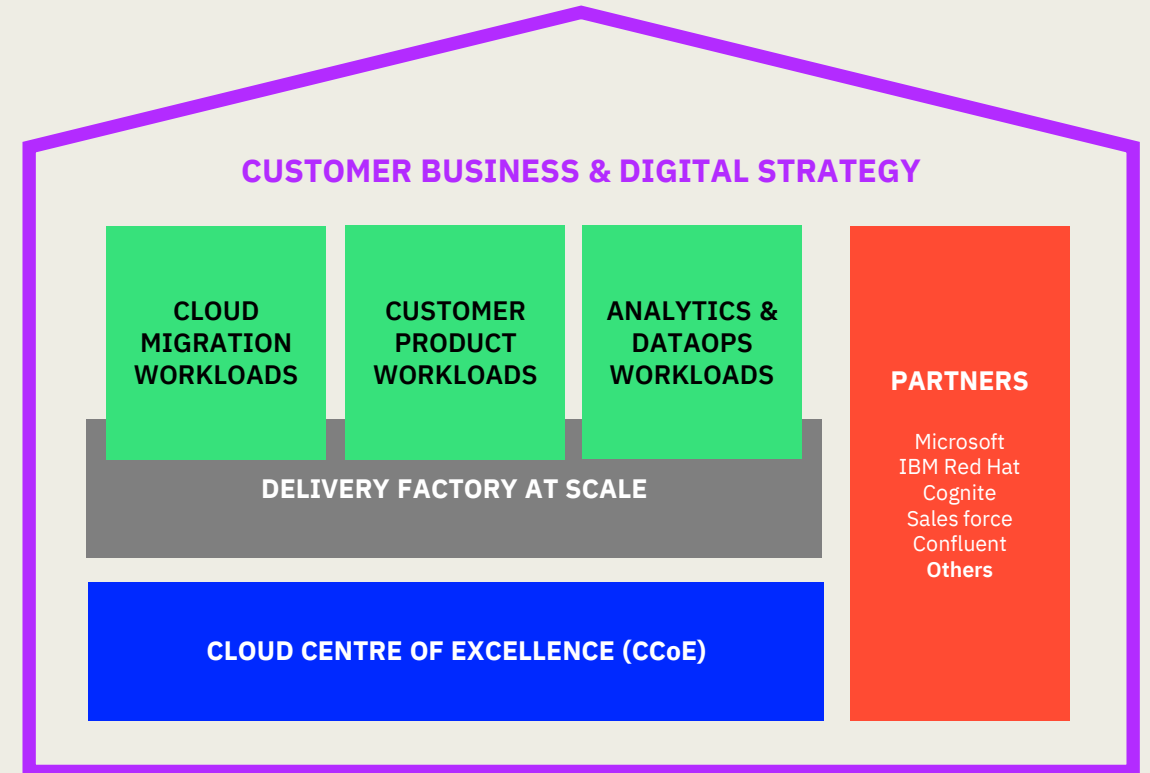 CUSTOMER BUSINESS & DIGITAL STRATEGY
CLOUD
MIGRATION
WORKLOADS
CUSTOMER
PRODUCT
WORKLOADS
ANALYTICS &
DATAOPS
WORKLOADS
DELIVERY FACTORY AT SCALE
CLOUD CENTRE OF EXCELLENCE (CCoE)
PARTNERS
Microsoft
IBM Red Hat
Cognite
Sales force
Confluent
Others